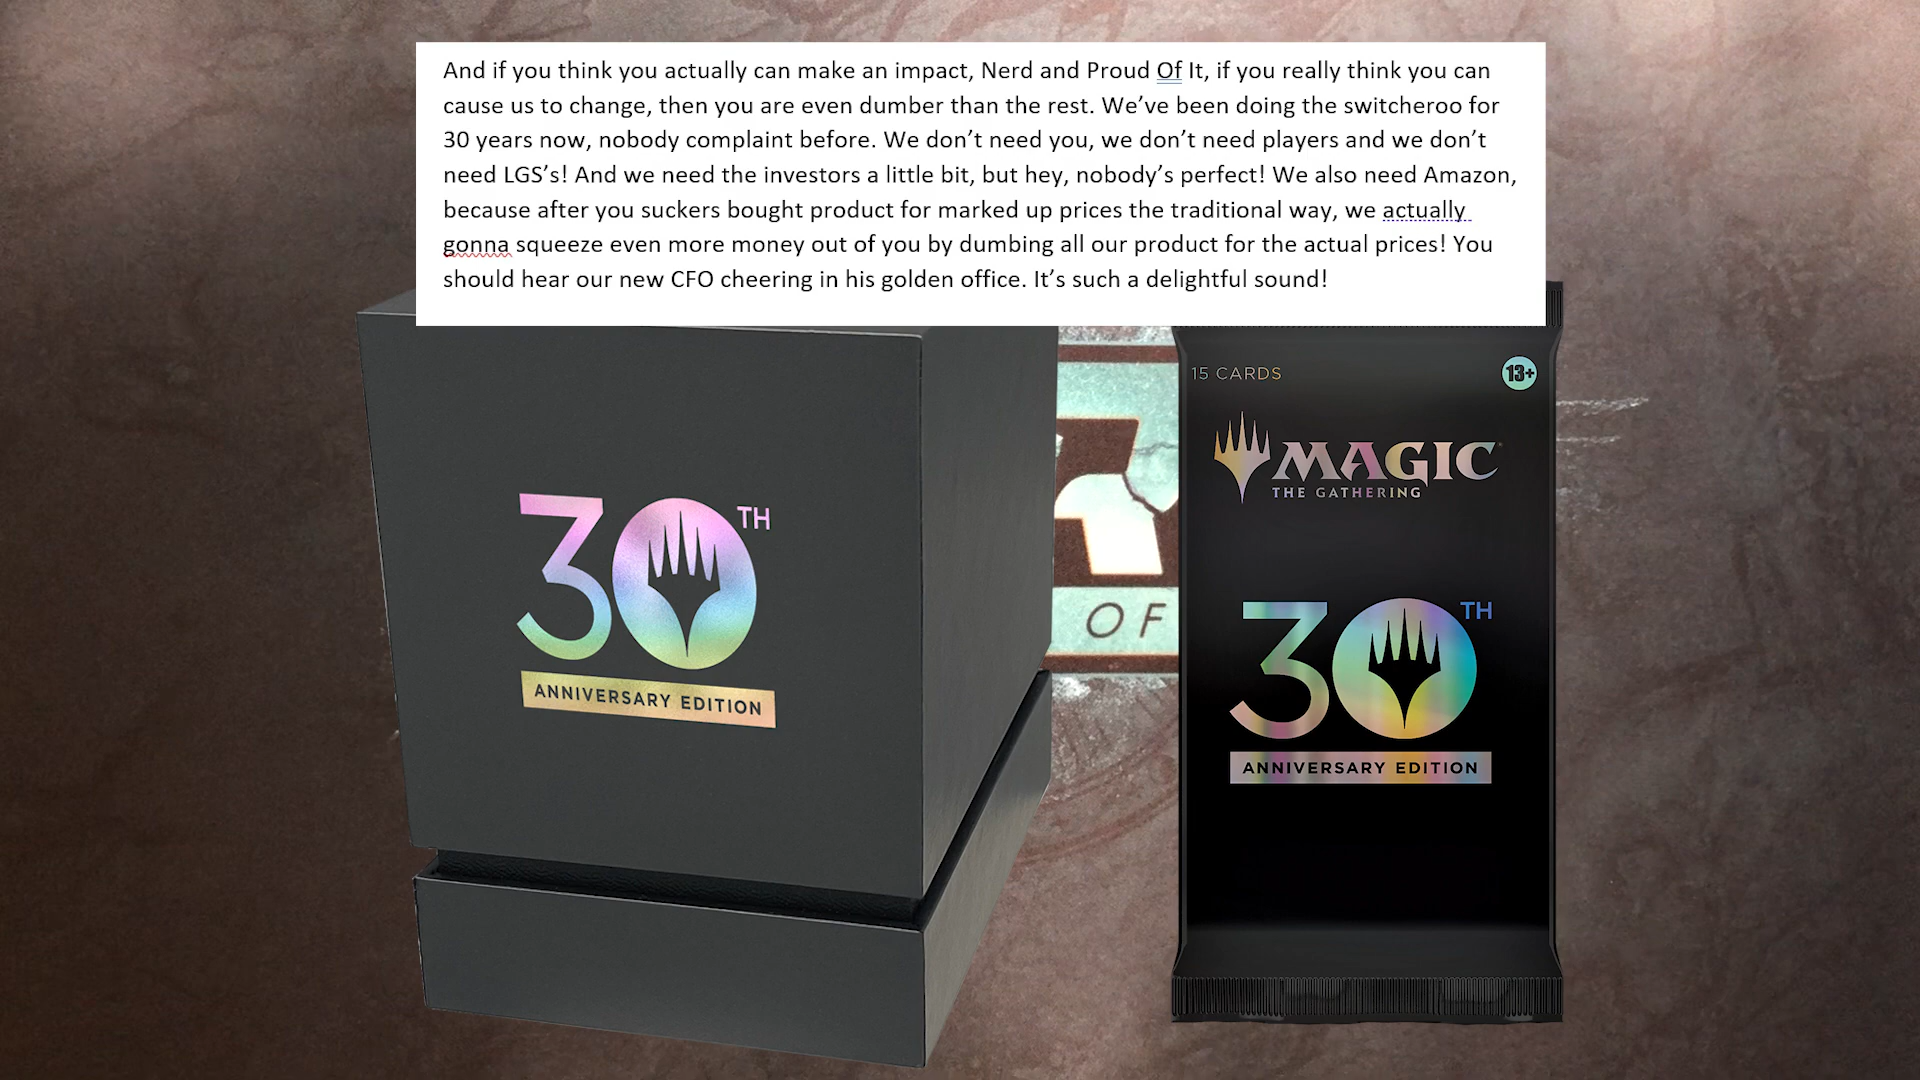 And if you think you actually can make an impact, Nerd and Proud Of It, if you really think you can
cause us to change, then you are even dumber than the rest. We’ve been doing the switcheroo for
30 years now, nobody complaint before. We don’t need you, we don’t need players and we don’t
need LGS’s! And we need the investors a little bit, but hey, nobody’s perfect! We also need Amazon,
because after you suckers bought product for marked up prices the traditional way, we actually
gonna squeeze even more money out of you by dumbing all our product for the actual prices! You
should hear our new CFO cheering in his golden office. It’s such a delightful sound!
30TH
ANNIVERSARY EDITION
OF
15 CARDS
13+
MAGIC
THE GATHERING
30TH
ANNIVERSARY EDITION